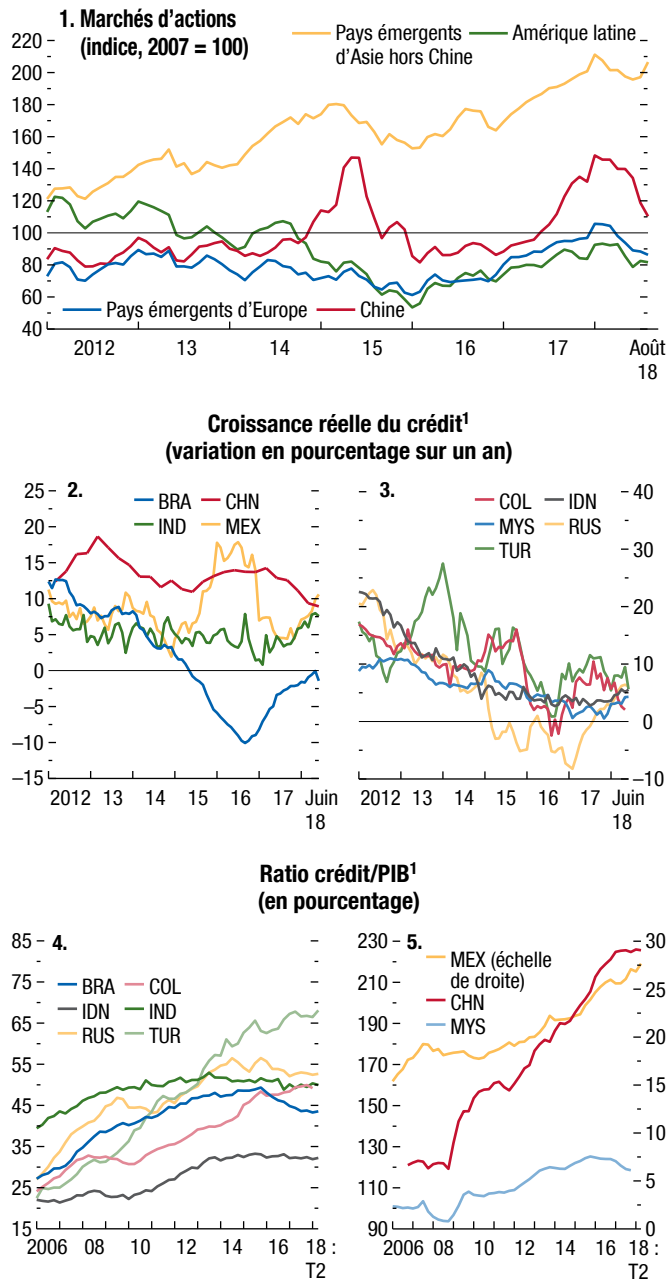 1. Marchés d'actions
(indice, 2007 = 100)
Pays émergents
d'Asie hors Chine
Amérique latine
220
200
180
160
140
120
100
80
60
40
Pays émergents d'Europe
Chine
2012 13 14 15 16 17 Août
18
Croissance réelle du crédit1
(variation en pourcentage sur un an)
2.
BRA CHN
IND MEX
25
20
15
10
5
0
–5
–10
–15
2012 13 14 15 16 17 Juin
18
3.
COL IDN
MYS RUS
TUR
40
30
20
10
0
–10
2012 13 14 15 16 17 Juin
18
Ratio crédit/PIB1
(en pourcentage)
4.
BRA COL
IDN IND
RUS TUR
85
75
65
55
45
35
25
15
2006 08 10 12 14 16 18 :
T2
5.
MEX (échelle
de droite)
CHN
MYS
230
210
190
170
150
130
110
90
30
25
20
15
10
5
0
2006 08 10 12 14 16 18 :
T2